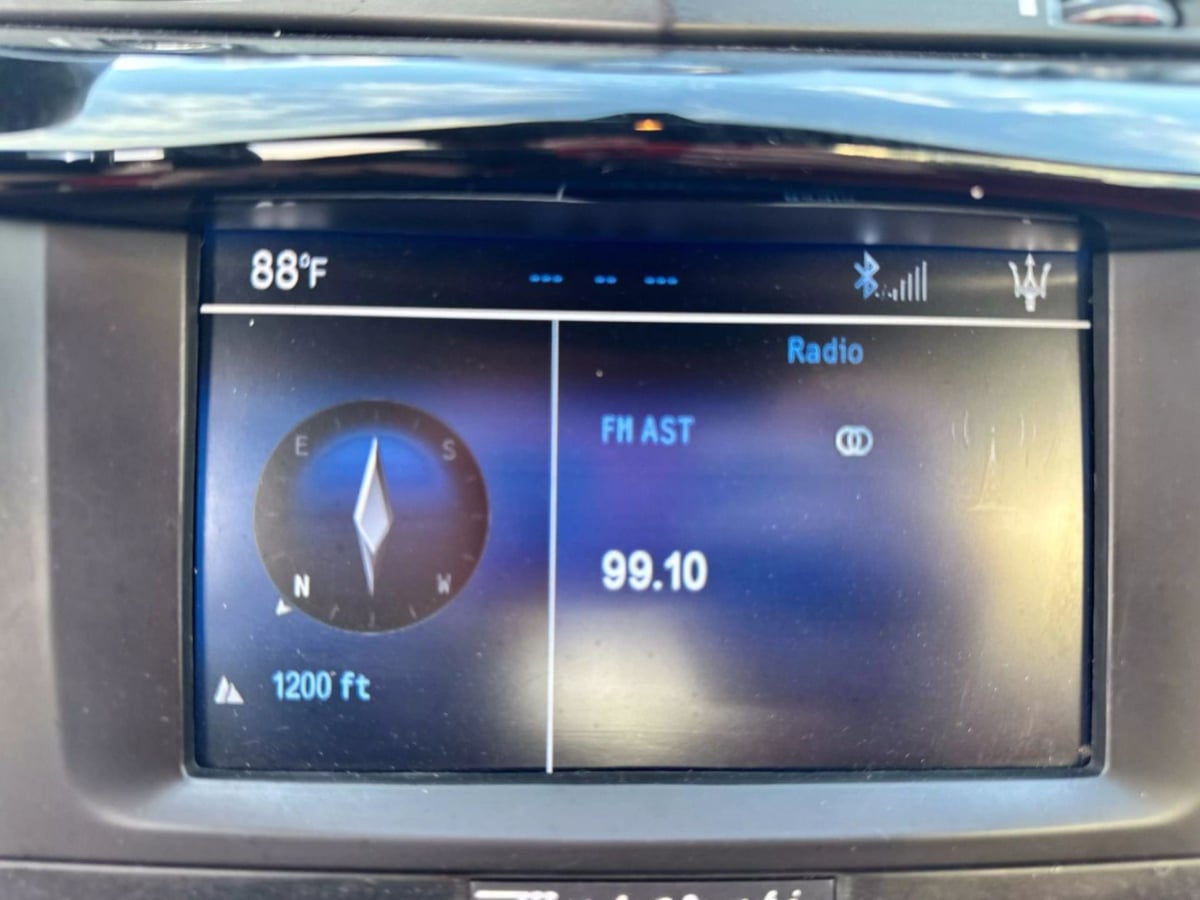 88°F --- -- ---
Radio
FM AST
E S
99.10
N W
1200 ft